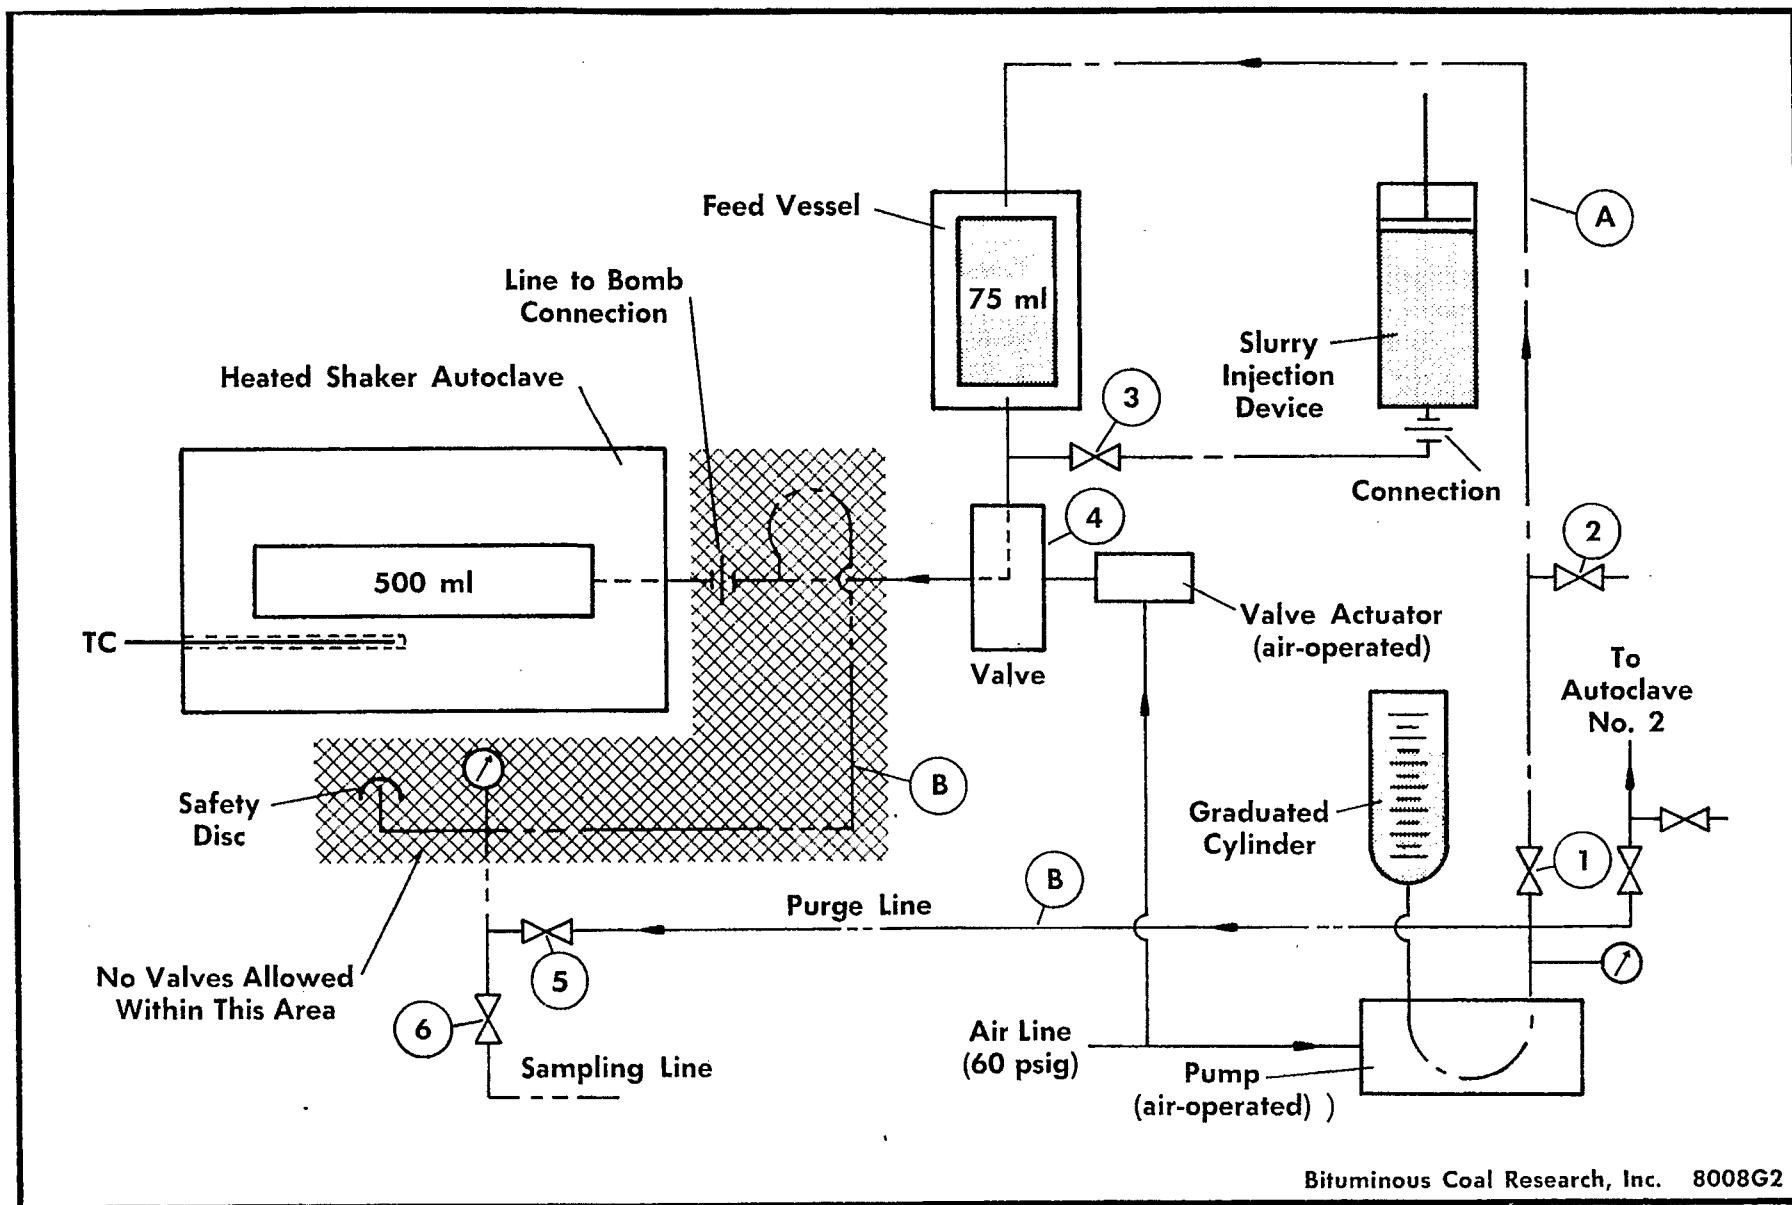 A
Feed Vessel
75 ml
Line to Bomb
Connection
Slurry
Injection
Device
Heated Shaker Autoclave
3
Connection
4
2
500 ml
TC
Valve Actuator
(air-operated)
Valve
To
Autoclave
No. 2
Safety
Disc
B
Graduated
Cylinder
1
B
Purge Line
No Valves Allowed
Within This Area
5
6
Air Line
(60 psig)
Sampling Line
Pump
(air-operated) )
Bituminous Coal Research, Inc. 8008G2